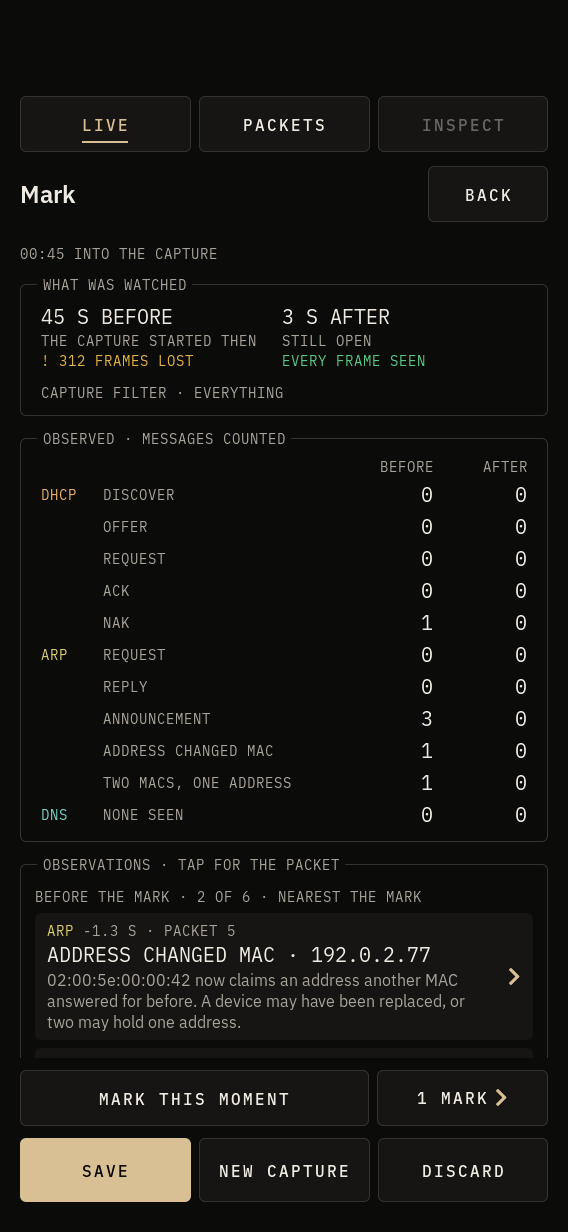 LIVE PACKETS INSPECT
Mark BACK
00:45 INTO THE CAPTURE
WHAT WAS WATCHED
45 S BEFORE 3 S AFTER
THE CAPTURE STARTED THEN STILL OPEN
! 312 FRAMES LOST EVERY FRAME SEEN
CAPTURE FILTER · EVERYTHING
OBSERVED · MESSAGES COUNTED
BEFORE AFTER
DHCP DISCOVER 0 0
OFFER 0 0
REQUEST 0 0
ACK 0 0
NAK 1 0
ARP REQUEST 0 0
REPLY 0 0
ANNOUNCEMENT 3 0
ADDRESS CHANGED MAC 1 0
TWO MACS, ONE ADDRESS 1 0
DNS NONE SEEN 0 0
OBSERVATIONS · TAP FOR THE PACKET
BEFORE THE MARK · 2 OF 6 · NEAREST THE MARK
ARP -1.3 S · PACKET 5
ADDRESS CHANGED MAC · 192.0.2.77
02:00:5e:00:00:42 now claims an address another MAC
answered for before. A device may have been replaced, or
two may hold one address.
MARK THIS MOMENT 1 MARK
SAVE NEW CAPTURE DISCARD